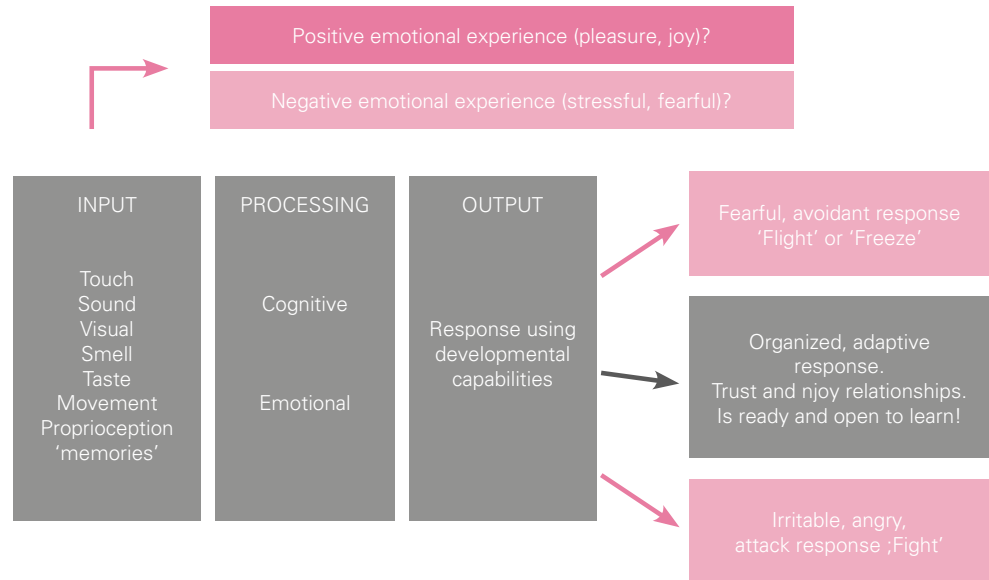 Positive emotional experience (pleasure, joy)?
Negative emotional experience (stressful, fearful)?
INPUT
Touch
Sound
Visual
Smell
Taste
Movement
Proprioception
‘memories’
PROCESSING
Cognitive
Emotional
OUTPUT
Response using
developmental
capabilities
Fearful, avoidant response
‘Flight’ or ‘Freeze’
Organized, adaptive
response.
Trust and njoy relationships.
Is ready and open to learn!
Irritable, angry,
attack response ;Fight’